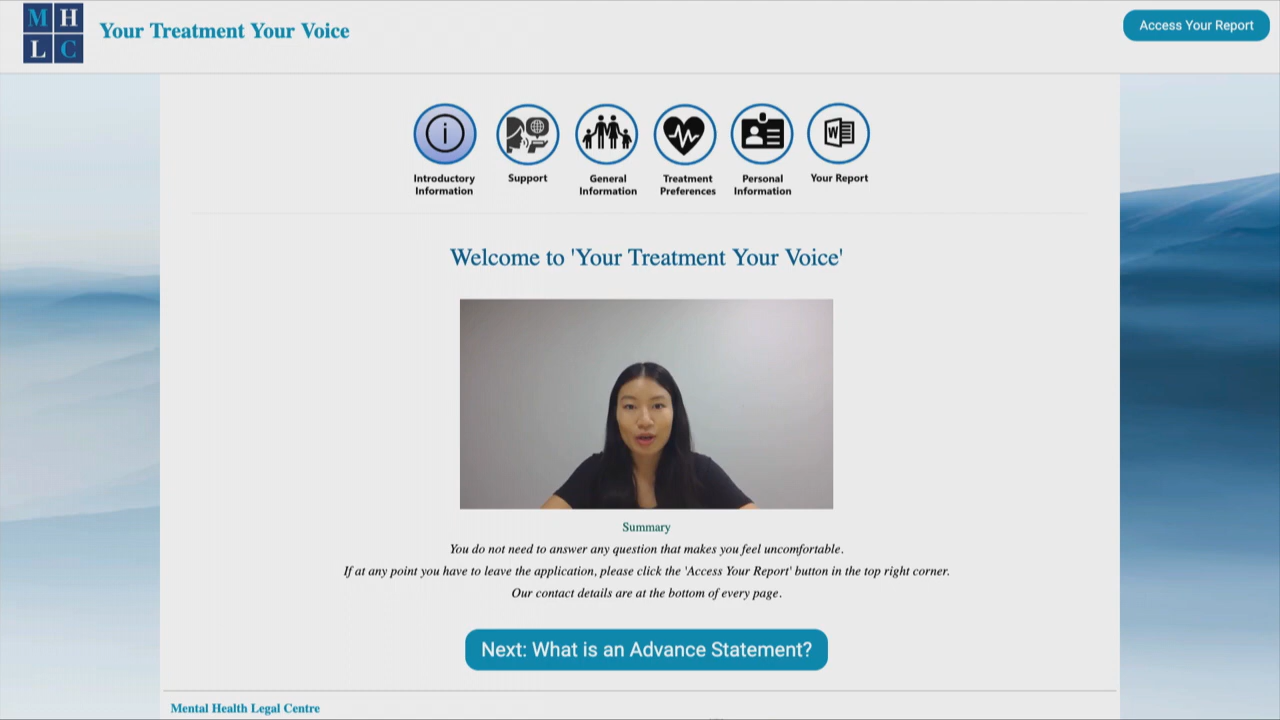 M H
L C
Your Treatment Your Voice
Access Your Report
Introductory
Information
Support
General
Information
Treatment
Preferences
Personal
Information
W
Your Report
Welcome to 'Your Treatment Your Voice'
Summary
You do not need to answer any question that makes you feel uncomfortable.
If at any point you have to leave the application, please click the 'Access Your Report' button in the top right corner.
Our contact details are at the bottom of every page.
Next: What is an Advance Statement?
Mental Health Legal Centre